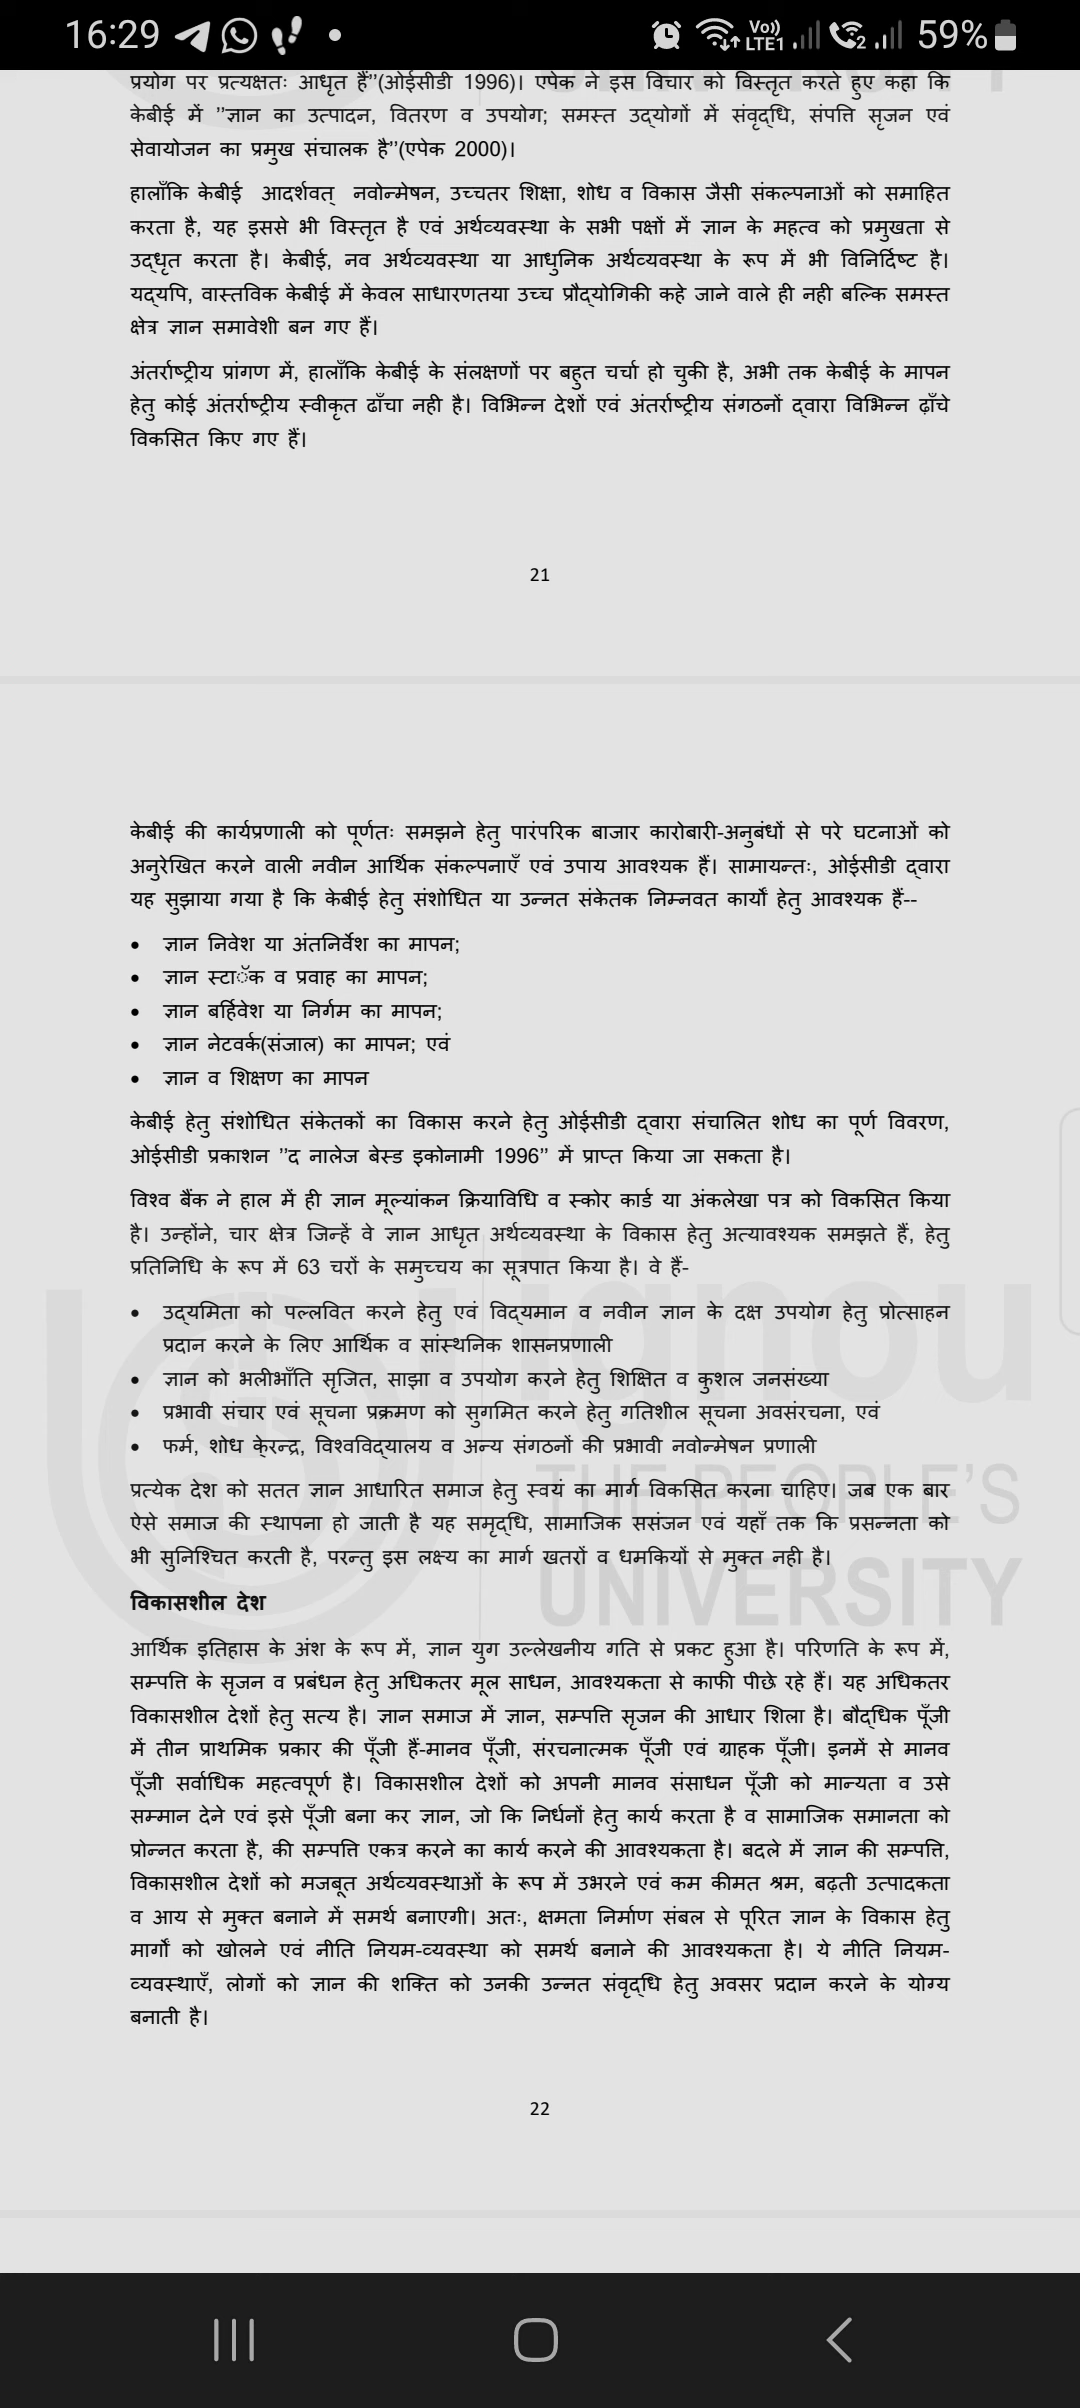 16:29
Vo))
LTE1
2
59%
प्रयोग पर प्रत्यक्षतः आधृत हैं’’(ओईसीडी 1996)। एपेक ने इस विचार को विस्तृत करते हुए कहा कि
केबीई में ’’ज्ञान का उत्पादन, वितरण व उपयोग; समस्त उद्योगों में संवृद्धि, संपत्ति सृजन एवं
सेवायोजन का प्रमुख संचालक है’’(एपेक 2000)।
हालाँकि केबीई आदर्शवत् नवोन्मेषन, उच्चतर शिक्षा, शोध व विकास जैसी संकल्पनाओं को समाहित
करता है, यह इससे भी विस्तृत है एवं अर्थव्यवस्था के सभी पक्षों में ज्ञान के महत्व को प्रमुखता से
उद्धृत करता है। केबीई, नव अर्थव्यवस्था या आधुनिक अर्थव्यवस्था के रूप में भी विनिर्दिष्ट है।
यद्यपि, वास्तविक केबीई में केवल साधारणतया उच्च प्रौद्योगिकी कहे जाने वाले ही नही बल्कि समस्त
क्षेत्र ज्ञान समावेशी बन गए हैं।
अंतर्राष्ट्रीय प्रांगण में, हालाँकि केबीई के संलक्षणों पर बहुत चर्चा हो चुकी है, अभी तक केबीई के मापन
हेतु कोई अंतर्राष्ट्रीय स्वीकृत ढाँचा नही है। विभिन्न देशों एवं अंतर्राष्ट्रीय संगठनों द्वारा विभिन्न ढ़ाँचे
विकसित किए गए हैं।
21
केबीई की कार्यप्रणाली को पूर्णतः समझने हेतु पारंपरिक बाजार कारोबारी-अनुबंधों से परे घटनाओं को
अनुरेखित करने वाली नवीन आर्थिक संकल्पनाएँ एवं उपाय आवश्यक हैं। सामायन्तः, ओईसीडी द्वारा
यह सुझाया गया है कि केबीई हेतु संशोधित या उन्नत संकेतक निम्नवत कार्यों हेतु आवश्यक हैं--
• ज्ञान निवेश या अंतनिर्वेश का मापन;
• ज्ञान स्टाॅक व प्रवाह का मापन;
• ज्ञान बर्हिवेश या निर्गम का मापन;
• ज्ञान नेटवर्क(संजाल) का मापन; एवं
• ज्ञान व शिक्षण का मापन
केबीई हेतु संशोधित संकेतकों का विकास करने हेतु ओईसीडी द्वारा संचालित शोध का पूर्ण विवरण,
ओईसीडी प्रकाशन ’’द नालेज बेस्ड इकोनामी 1996’’ में प्राप्त किया जा सकता है।
विश्व बैंक ने हाल में ही ज्ञान मूल्यांकन क्रियाविधि व स्कोर कार्ड या अंकलेखा पत्र को विकसित किया
है। उन्होंने, चार क्षेत्र जिन्हें वे ज्ञान आधृत अर्थव्यवस्था के विकास हेतु अत्यावश्यक समझते हैं, हेतु
प्रतिनिधि के रूप में 63 चरों के समुच्चय का सूत्रपात किया है। वे हैं-
• उद्यमिता को पल्लवित करने हेतु एवं विद्यमान व नवीन ज्ञान के दक्ष उपयोग हेतु प्रोत्साहन
प्रदान करने के लिए आर्थिक व सांस्थनिक शासनप्रणाली
• ज्ञान को भलीभाँति सृजित, साझा व उपयोग करने हेतु शिक्षित व कुशल जनसंख्या
• प्रभावी संचार एवं सूचना प्रक्रमण को सुगमित करने हेतु गतिशील सूचना अवसंरचना, एवं
• फर्म, शोध के्रन्द्र, विश्वविद्यालय व अन्य संगठनों की प्रभावी नवोन्मेषन प्रणाली
प्रत्येक देश को सतत ज्ञान आधारित समाज हेतु स्वयं का मार्ग विकसित करना चाहिए। जब एक बार
ऐसे समाज की स्थापना हो जाती है यह समृद्धि, सामाजिक ससंजन एवं यहाँ तक कि प्रसन्नता को
भी सुनिश्चित करती है, परन्तु इस लक्ष्य का मार्ग खतरों व धमकियों से मुक्त नही है।
ignou
THE PEOPLE'S
UNIVERSITY
विकासशील देश
आर्थिक इतिहास के अंश के रूप में, ज्ञान युग उल्लेखनीय गति से प्रकट हुआ है। परिणति के रूप में,
सम्पत्ति के सृजन व प्रबंधन हेतु अधिकतर मूल साधन, आवश्यकता से काफी पीछे रहे हैं। यह अधिकतर
विकासशील देशों हेतु सत्य है। ज्ञान समाज में ज्ञान, सम्पत्ति सृजन की आधार शिला है। बौद्धिक पूँजी
में तीन प्राथमिक प्रकार की पूँजी हैं-मानव पूँजी, संरचनात्मक पूँजी एवं ग्राहक पूँजी। इनमें से मानव
पूँजी सर्वाधिक महत्वपूर्ण है। विकासशील देशों को अपनी मानव संसाधन पूँजी को मान्यता व उसे
सम्मान देने एवं इसे पूँजी बना कर ज्ञान, जो कि निर्धनों हेतु कार्य करता है व सामाजिक समानता को
प्रोन्नत करता है, की सम्पत्ति एकत्र करने का कार्य करने की आवश्यकता है। बदले में ज्ञान की सम्पत्ति,
विकासशील देशों को मजबूत अर्थव्यवस्थाओं के रूप में उभरने एवं कम कीमत श्रम, बढ़ती उत्पादकता
व आय से मुक्त बनाने में समर्थ बनाएगी। अतः, क्षमता निर्माण संबल से पूरित ज्ञान के विकास हेतु
मार्गों को खोलने एवं नीति नियम-व्यवस्था को समर्थ बनाने की आवश्यकता है। ये नीति नियम-
व्यवस्थाएँ, लोगों को ज्ञान की शक्ति को उनकी उन्नत संवृद्धि हेतु अवसर प्रदान करने के योग्य
बनाती है।
22